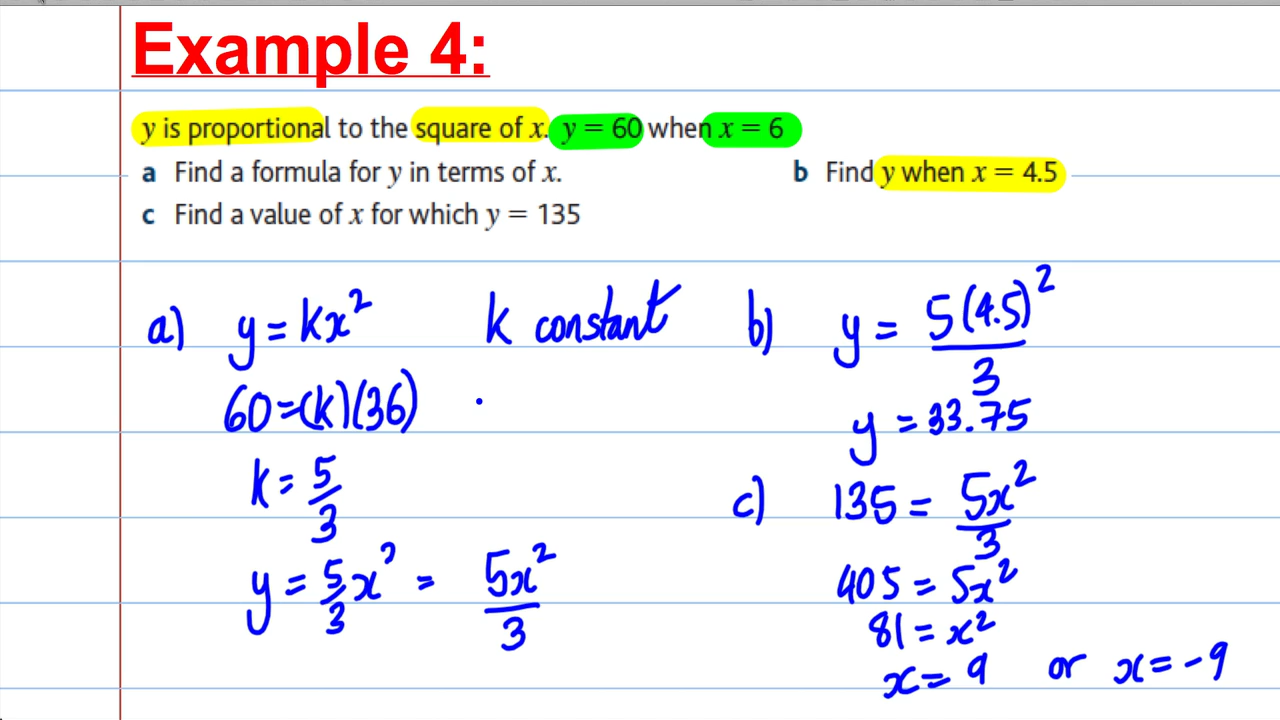 Example 4:
y is proportional to the square of x. y = 60 when x = 6
a Find a formula for y in terms of x.
b Find y when x = 4.5
c Find a value of x for which y = 135
a) y = kx² k constant
60 = (k)(36)
k = 5/3
y = 5/3 x² = 5x²/3
b) y = 5(4.5)²/3
y = 33.75
c) 135 = 5x²/3
405 = 5x²
81 = x²
x = 9 or x = -9